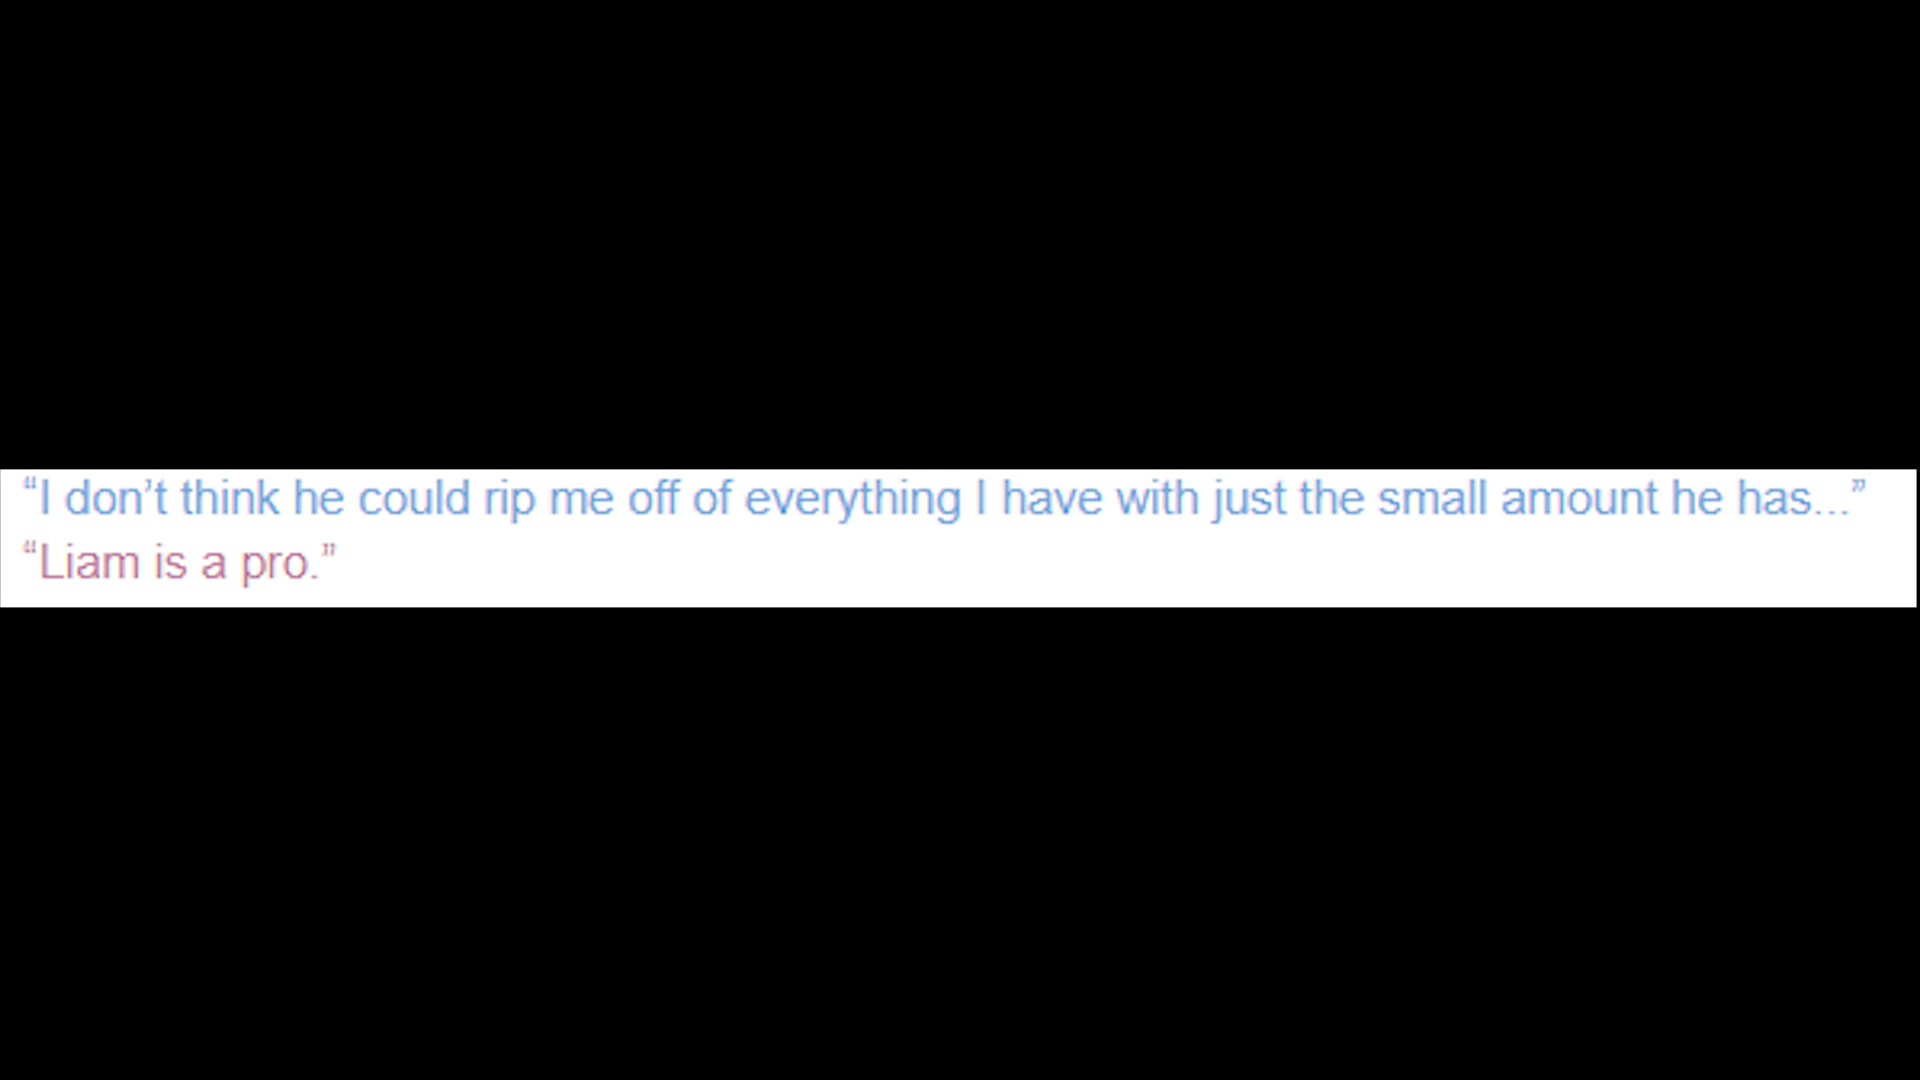 “I don’t think he could rip me off of everything I have with just the small amount he has...”
“Liam is a pro.”